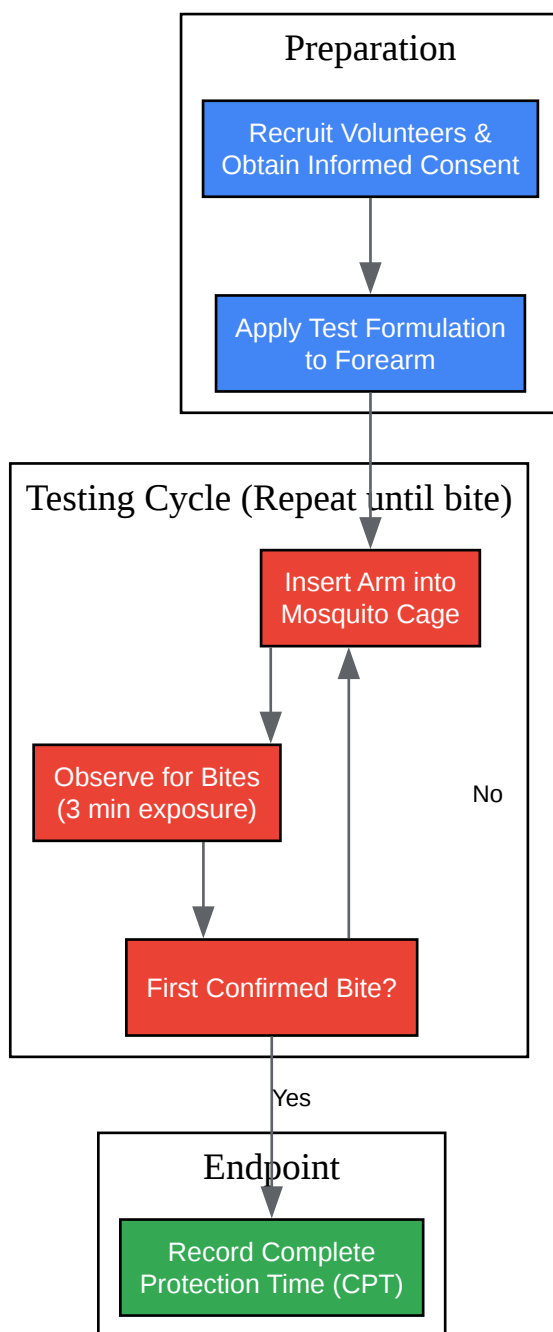 Preparation
Recruit Volunteers &
Obtain Informed Consent
Apply Test Formulation
to Forearm
Testing Cycle (Repeat until bite)
Insert Arm into
Mosquito Cage
Observe for Bites
(3 min exposure)
No
First Confirmed Bite?
Yes
Endpoint
Record Complete
Protection Time (CPT)